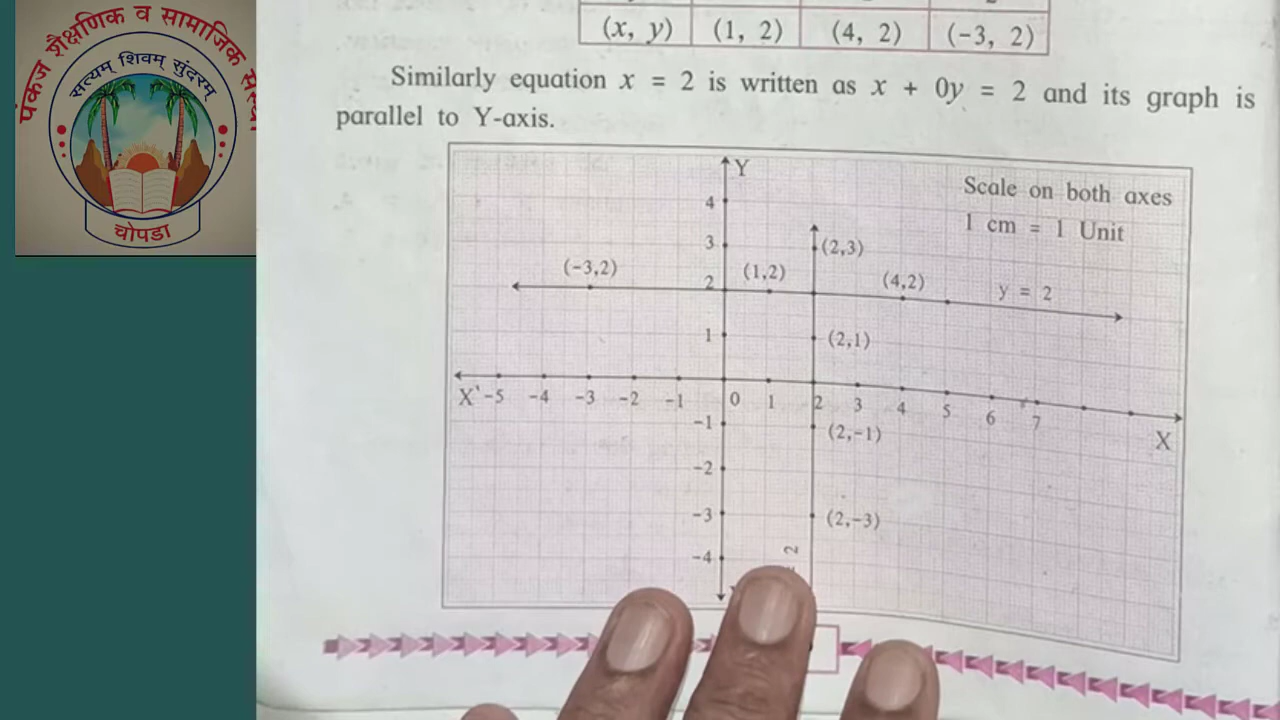 पंकज शैक्षणिक व सामाजिक
सत्यम् शिवम् सुंदरम्
चोपडा
(x, y) (1, 2) (4, 2) (-3, 2)
Similarly equation x = 2 is written as x + 0y = 2 and its graph is
parallel to Y-axis.
Y
Scale on both axes
1 cm = 1 Unit
4
3
(2,3)
(-3,2)
(1,2)
(4,2)
2
y = 2
1
(2,1)
X' -5 -4 -3 -2 -1 0 1 2 3 4 5 6 7
X
-1
(2,-1)
-2
-3
(2,-3)
-4
2